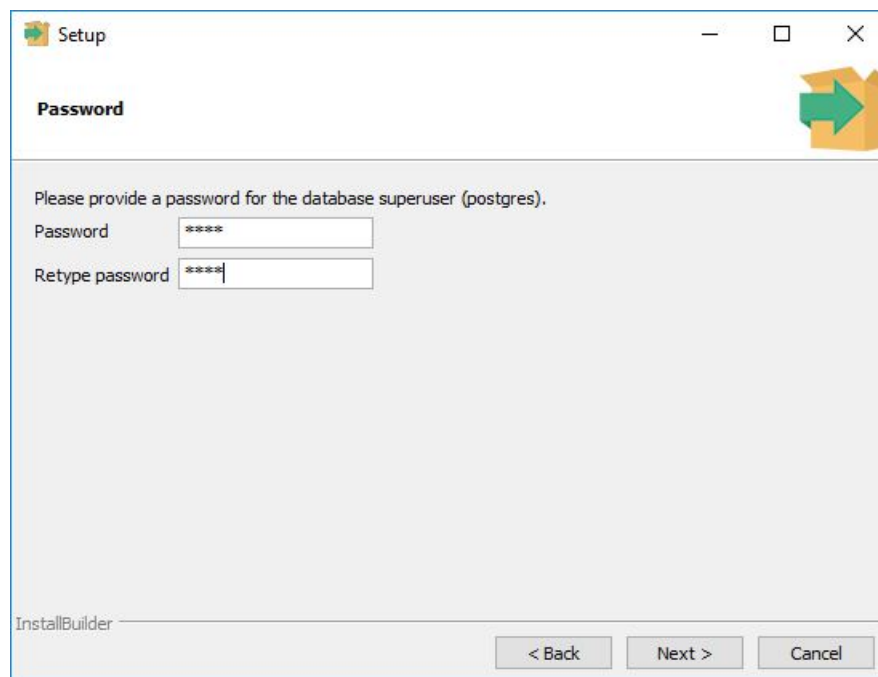 Setup
Password
Please provide a password for the database superuser (postgres).
Password ****
Retype password ****
InstallBuilder
< Back Next > Cancel